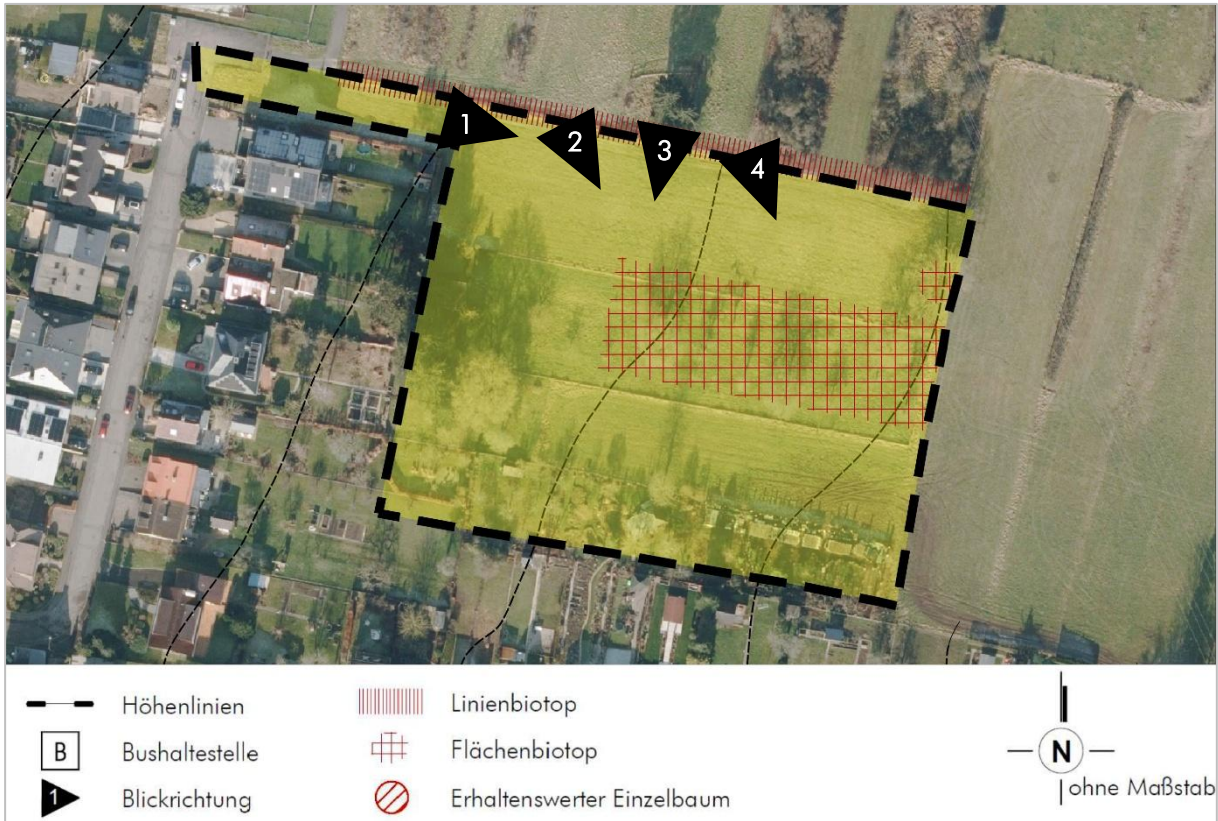 1
2
3
4
Höhenlinien
Linienbiotop
B
Bushaltestelle
Flächenbiotop
1
Blickrichtung
Erhaltenswerter Einzelbaum
N
ohne Maßstab